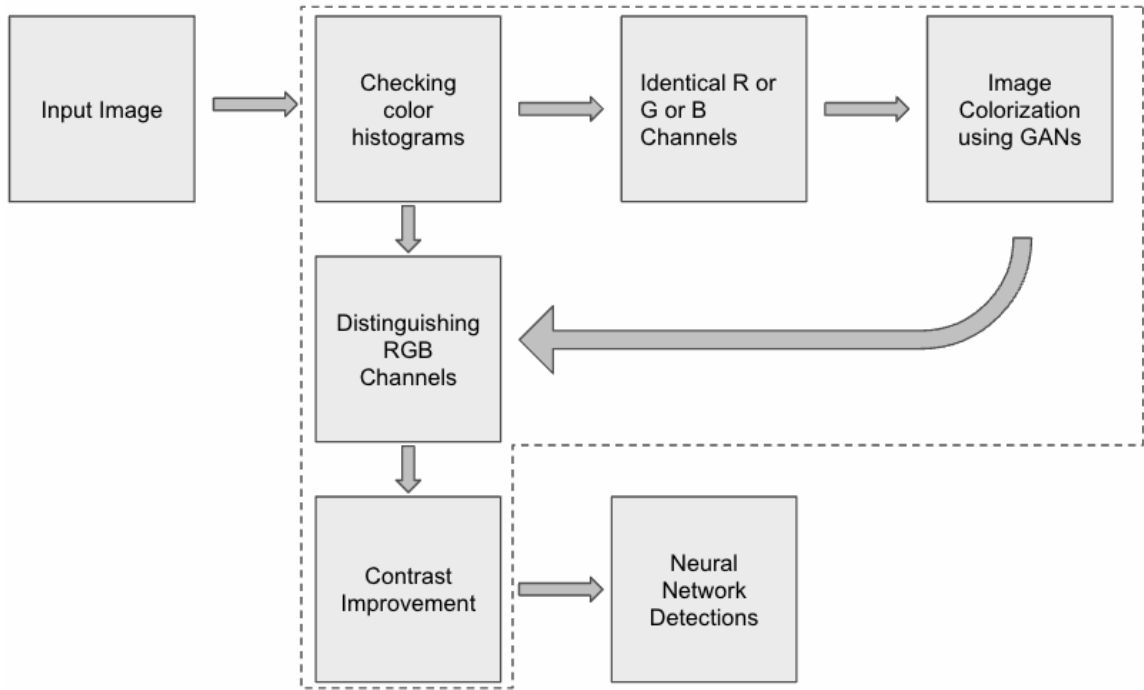 Input Image
Checking
color
histograms
Identical R or
G or B
Channels
Image
Colorization
using GANs
Distinguishing
RGB
Channels
Contrast
Improvement
Neural
Network
Detections